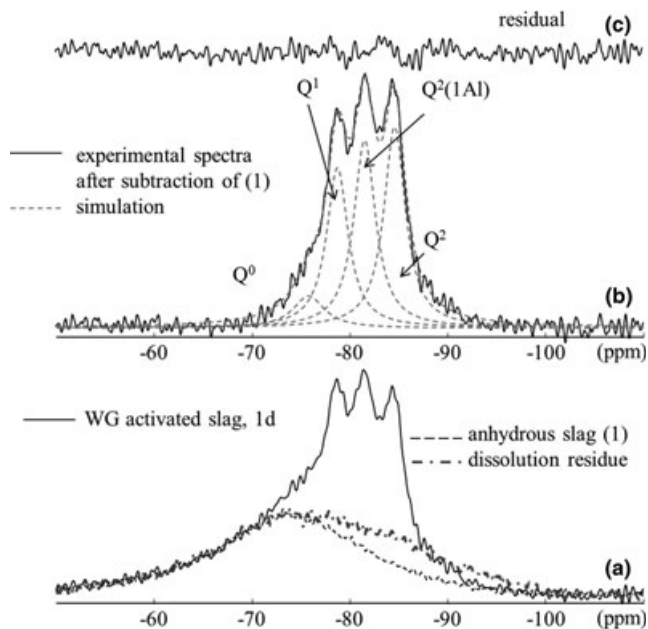 residual
(c)
Q1
Q2(1Al)
experimental spectra
after subtraction of (1)
simulation
Q0
Q2
(b)
-60
-70
-80
-90
-100
(ppm)
WG activated slag, 1d
anhydrous slag (1)
dissolution residue
(a)
-60
-70
-80
-90
-100
(ppm)